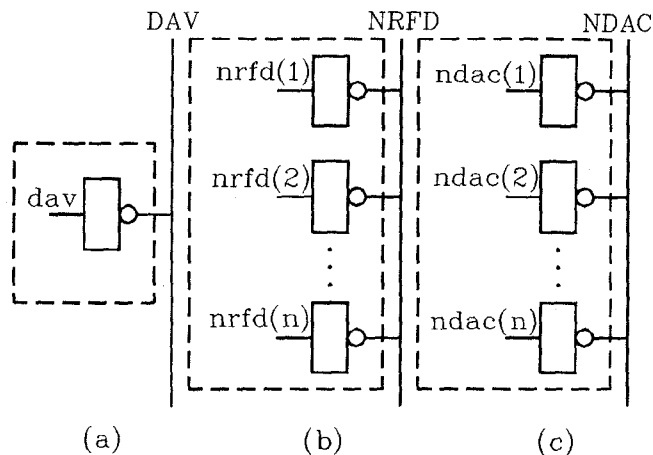 DAV NRFD NDAC
nrfd(1) ndac(1)
dav nrfd(2) ndac(2)
nrfd(n) ndac(n)
(a) (b) (c)